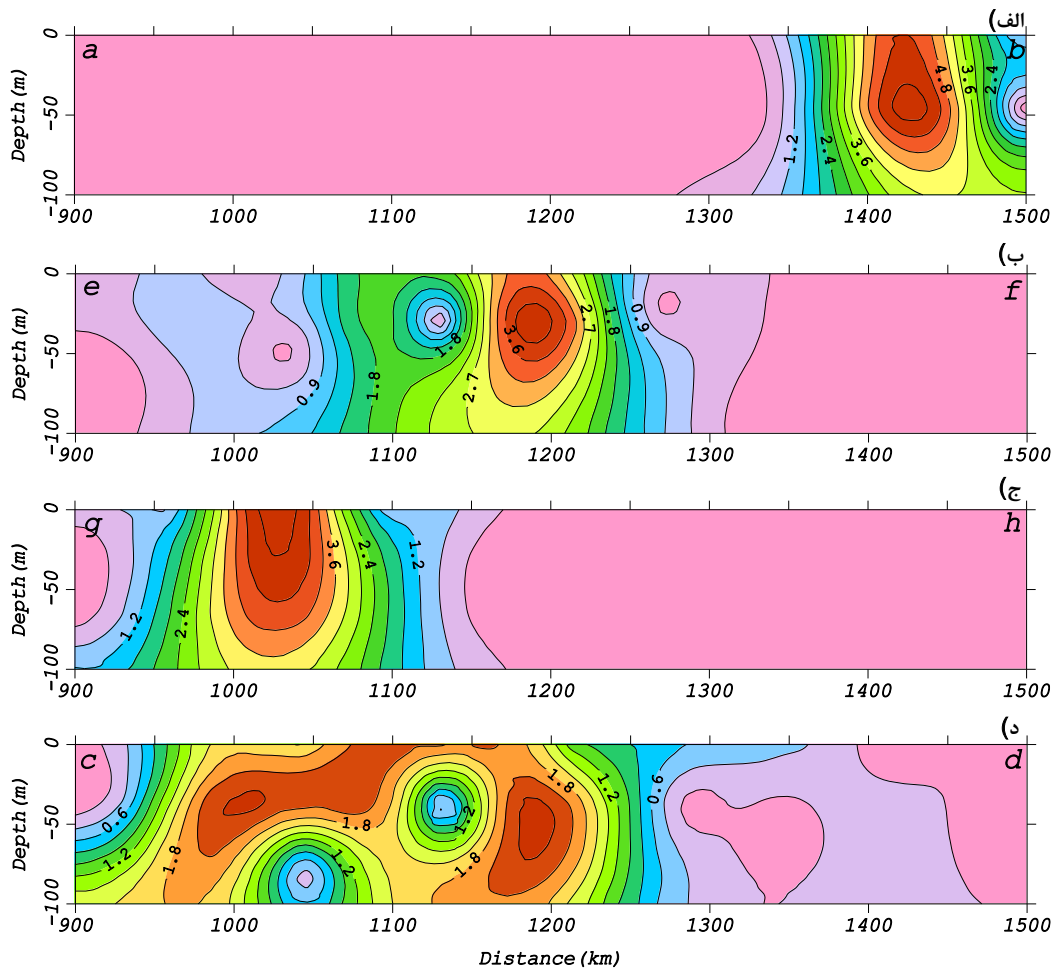 الف)
0 a b
4.8 3.6 2.4
Depth(m) -50
1.2 2.4 3.6
-100
-900 1000 1100 1200 1300 1400 1500
ب)
0 e f
3.6 1.8 2.7 1.8 0.9
Depth(m) -50
0.9 1.8 2.7
-100
-900 1000 1100 1200 1300 1400 1500
ج)
0 g h
3.6 2.4 1.2
Depth(m) -50
1.2 2.4
-100
-900 1000 1100 1200 1300 1400 1500
د)
0 c d
1.8 1.2 0.6
Depth(m) -50
0.6 1.8 1.2
1.2 1.8 1.2 1.8
-100
-900 1000 1100 1200 1300 1400 1500
Distance(km)